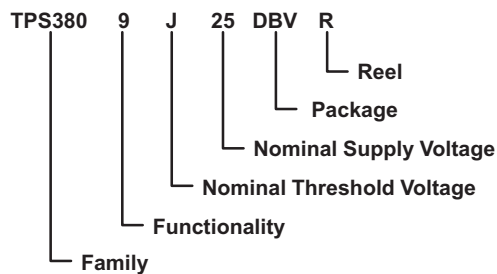 TPS380 9 J 25 DBV R
Reel
Package
Nominal Supply Voltage
Nominal Threshold Voltage
Functionality
Family